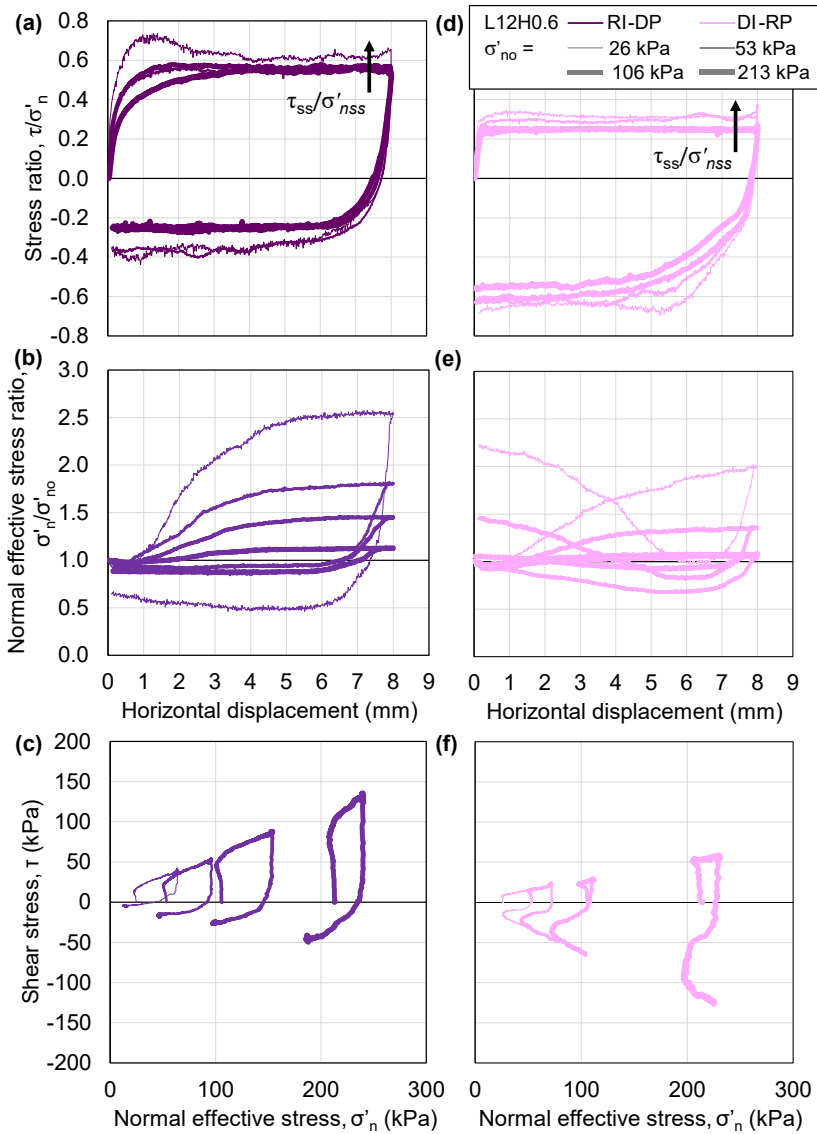 (a)
0.8
0.6
0.4
0.2
0.0
-0.2
-0.4
-0.6
-0.8
Stress ratio, τ/σ'n
τss/σ'nss
(d)
L12H0.6 RI-DP DI-RP
σ'no = 26 kPa 53 kPa
106 kPa 213 kPa
τss/σ'nss
(b)
3.0
2.5
2.0
1.5
1.0
0.5
0.0
Normal effective stress ratio,
σ'n/σ'no
0 1 2 3 4 5 6 7 8 9
Horizontal displacement (mm)
(e)
0 1 2 3 4 5 6 7 8 9
Horizontal displacement (mm)
(c)
200
150
100
50
0
-50
-100
-150
-200
Shear stress, τ (kPa)
0 100 200 300
Normal effective stress, σ'n (kPa)
(f)
0 100 200 300
Normal effective stress, σ'n (kPa)